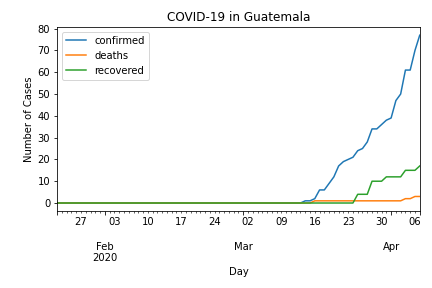 COVID-19 in Guatemala
confirmed
deaths
recovered
Number of Cases
80
70
60
50
40
30
20
10
0
27 03 10 17 24 02 09 16 23 30 06
Feb Mar Apr
2020
Day